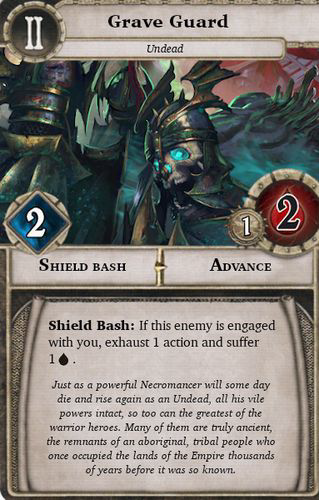 II
Grave Guard
Undead
2
1
2
Shield bash
Advance
Shield Bash: If this enemy is engaged
with you, exhaust 1 action and suffer
1 .
Just as a powerful Necromancer will some day
die and rise again as an Undead, all his vile
powers intact, so too can the greatest of the
warrior heroes. Many of them are truly ancient,
the remnants of an aboriginal, tribal people who
once occupied the lands of the Empire thousands
of years before it was so known.